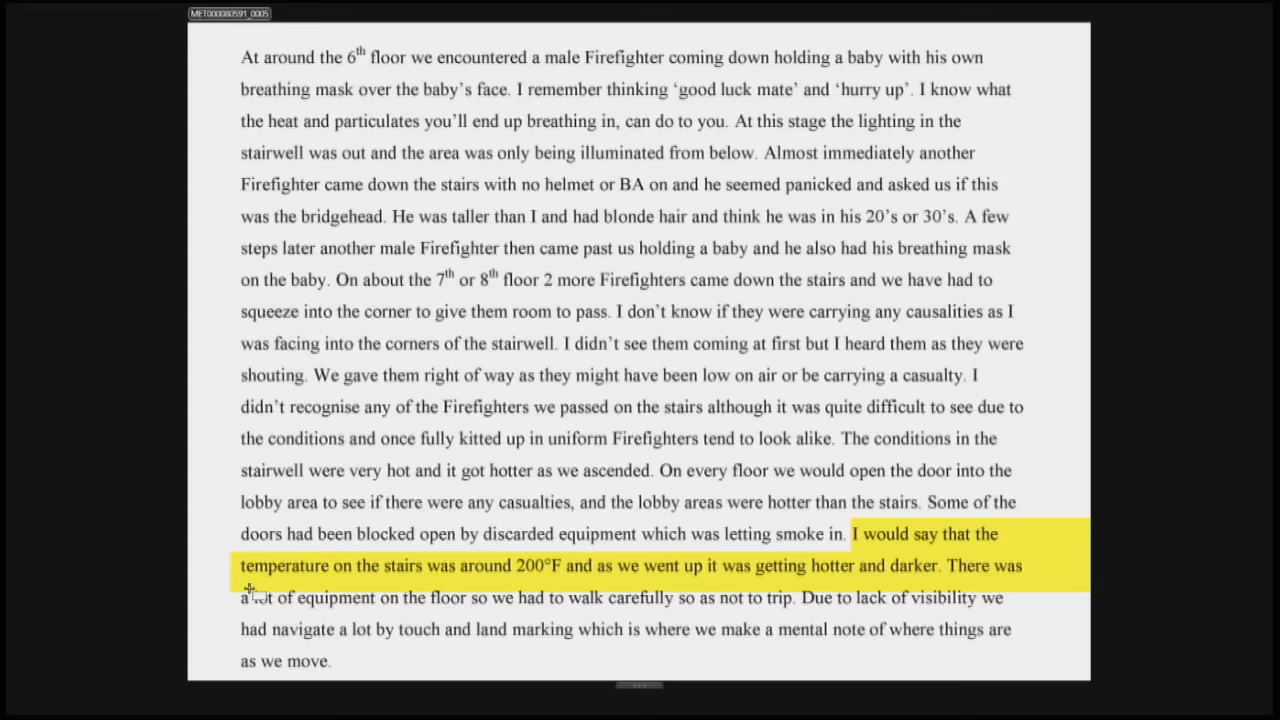 MET000080591_0005
At around the 6th floor we encountered a male Firefighter coming down holding a baby with his own
breathing mask over the baby's face. I remember thinking 'good luck mate' and 'hurry up'. I know what
the heat and particulates you'll end up breathing in, can do to you. At this stage the lighting in the
stairwell was out and the area was only being illuminated from below. Almost immediately another
Firefighter came down the stairs with no helmet or BA on and he seemed panicked and asked us if this
was the bridgehead. He was taller than I and had blonde hair and think he was in his 20's or 30's. A few
steps later another male Firefighter then came past us holding a baby and he also had his breathing mask
on the baby. On about the 7th or 8th floor 2 more Firefighters came down the stairs and we have had to
squeeze into the corner to give them room to pass. I don't know if they were carrying any causalities as I
was facing into the corners of the stairwell. I didn't see them coming at first but I heard them as they were
shouting. We gave them right of way as they might have been low on air or be carrying a casualty. I
didn't recognise any of the Firefighters we passed on the stairs although it was quite difficult to see due to
the conditions and once fully kitted up in uniform Firefighters tend to look alike. The conditions in the
stairwell were very hot and it got hotter as we ascended. On every floor we would open the door into the
lobby area to see if there were any casualties, and the lobby areas were hotter than the stairs. Some of the
doors had been blocked open by discarded equipment which was letting smoke in. I would say that the
temperature on the stairs was around 200°F and as we went up it was getting hotter and darker. There was
a lot of equipment on the floor so we had to walk carefully so as not to trip. Due to lack of visibility we
had navigate a lot by touch and land marking which is where we make a mental note of where things are
as we move.